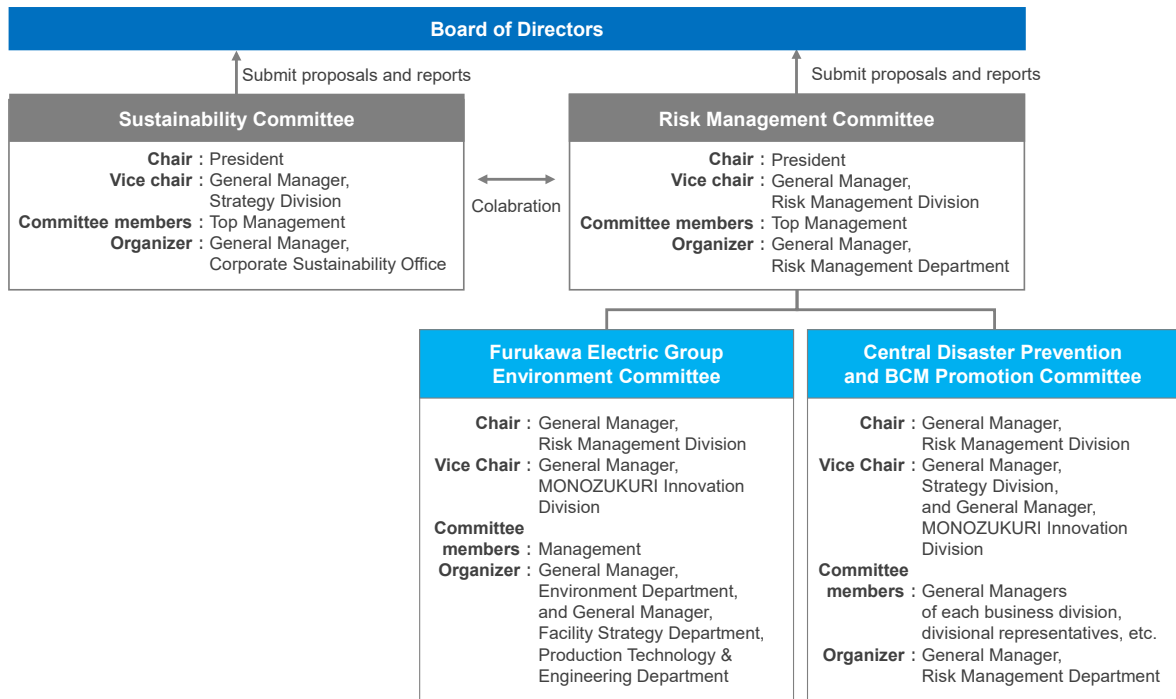 Board of Directors
Submit proposals and reports
Submit proposals and reports
Sustainability Committee
Chair : President
Vice chair : General Manager,
Strategy Division
Committee members : Top Management
Organizer : General Manager,
Corporate Sustainability Office
Colabration
Risk Management Committee
Chair : President
Vice chair : General Manager,
Risk Management Division
Committee members : Top Management
Organizer : General Manager,
Risk Management Department
Furukawa Electric Group
Environment Committee
Chair : General Manager,
Risk Management Division
Vice Chair : General Manager,
MONOZUKURI Innovation
Division
Committee
members : Management
Organizer : General Manager,
Environment Department,
and General Manager,
Facility Strategy Department,
Production Technology &
Engineering Department
Central Disaster Prevention
and BCM Promotion Committee
Chair : General Manager,
Risk Management Division
Vice Chair : General Manager,
Strategy Division,
and General Manager,
MONOZUKURI Innovation
Division
Committee
members : General Managers
of each business division,
divisional representatives, etc.
Organizer : General Manager,
Risk Management Department